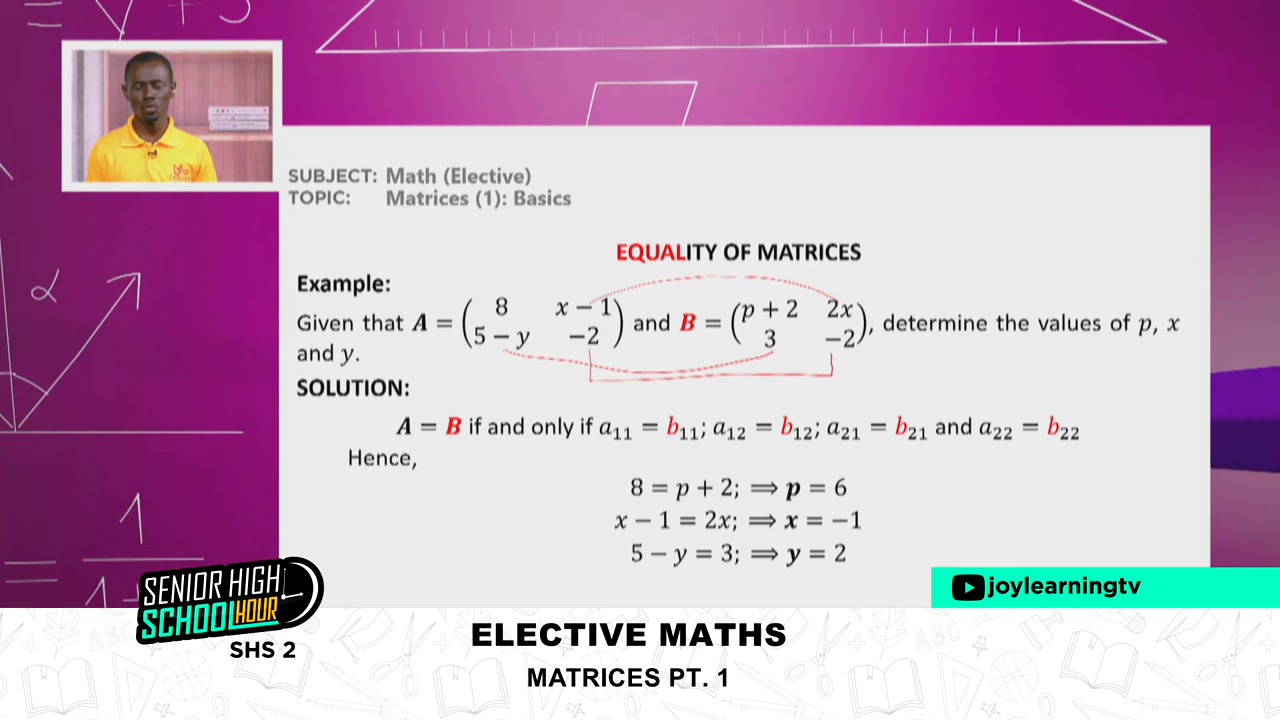 SUBJECT: Math (Elective)
TOPIC: Matrices (1): Basics
EQUALITY OF MATRICES
Example:
Given that A = ( 8 x − 1 ; 5 − y −2 ) and B = ( p + 2 2x ; 3 −2 ), determine the values of p, x
and y.
SOLUTION:
A = B if and only if a₁₁ = b₁₁; a₁₂ = b₁₂; a₂₁ = b₂₁ and a₂₂ = b₂₂
Hence,
8 = p + 2; ⟹ p = 6
x − 1 = 2x; ⟹ x = −1
5 − y = 3; ⟹ y = 2
α
1
SENIOR HIGH
SCHOOL HOUR
SHS 2
joylearningtv
ELECTIVE MATHS
MATRICES PT. 1